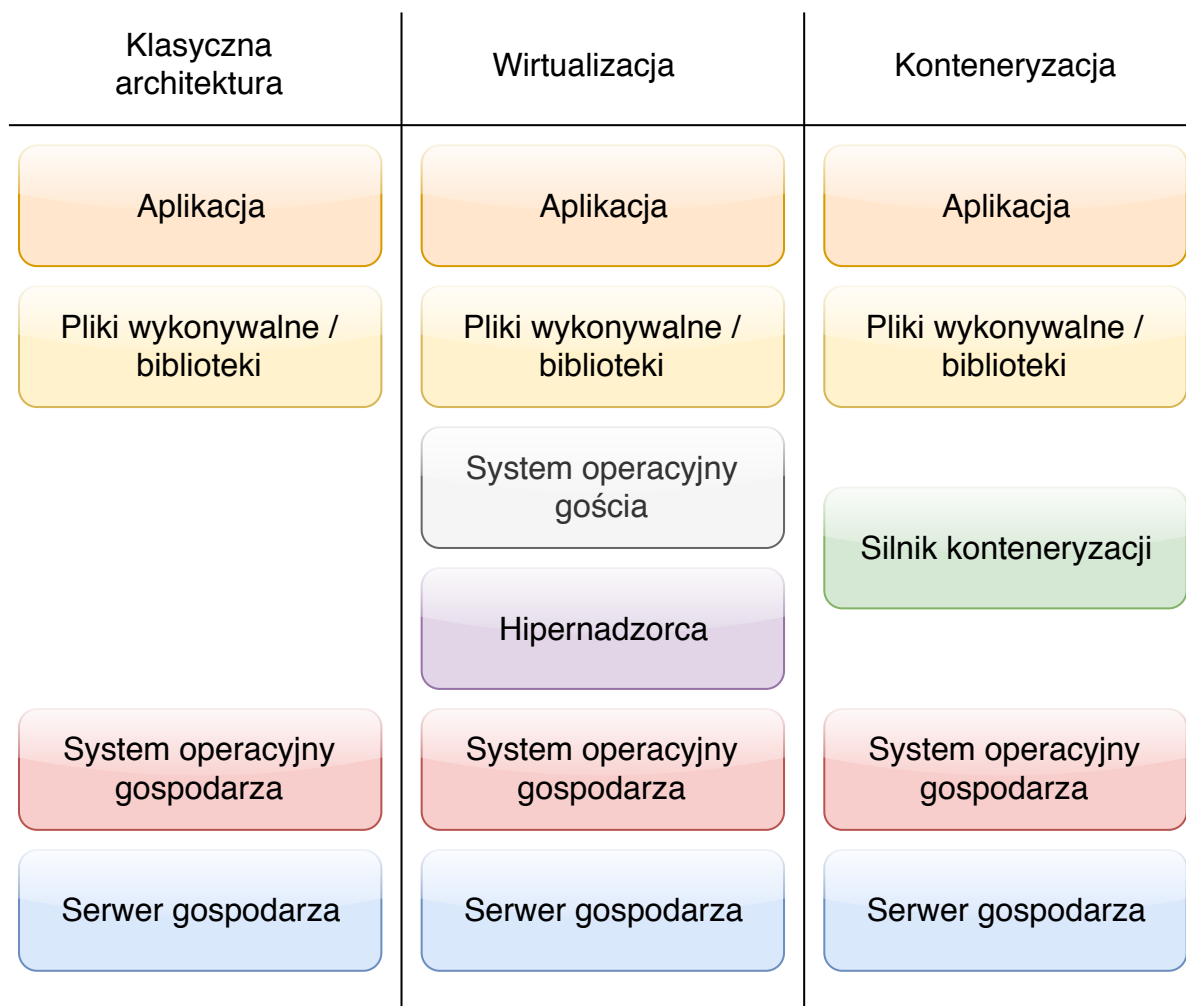 Klasyczna
architektura
Wirtualizacja
Konteneryzacja
Aplikacja
Aplikacja
Aplikacja
Pliki wykonywalne /
biblioteki
Pliki wykonywalne /
biblioteki
Pliki wykonywalne /
biblioteki
System operacyjny
gościa
Silnik konteneryzacji
Hipernadzorca
System operacyjny
gospodarza
System operacyjny
gospodarza
System operacyjny
gospodarza
Serwer gospodarza
Serwer gospodarza
Serwer gospodarza